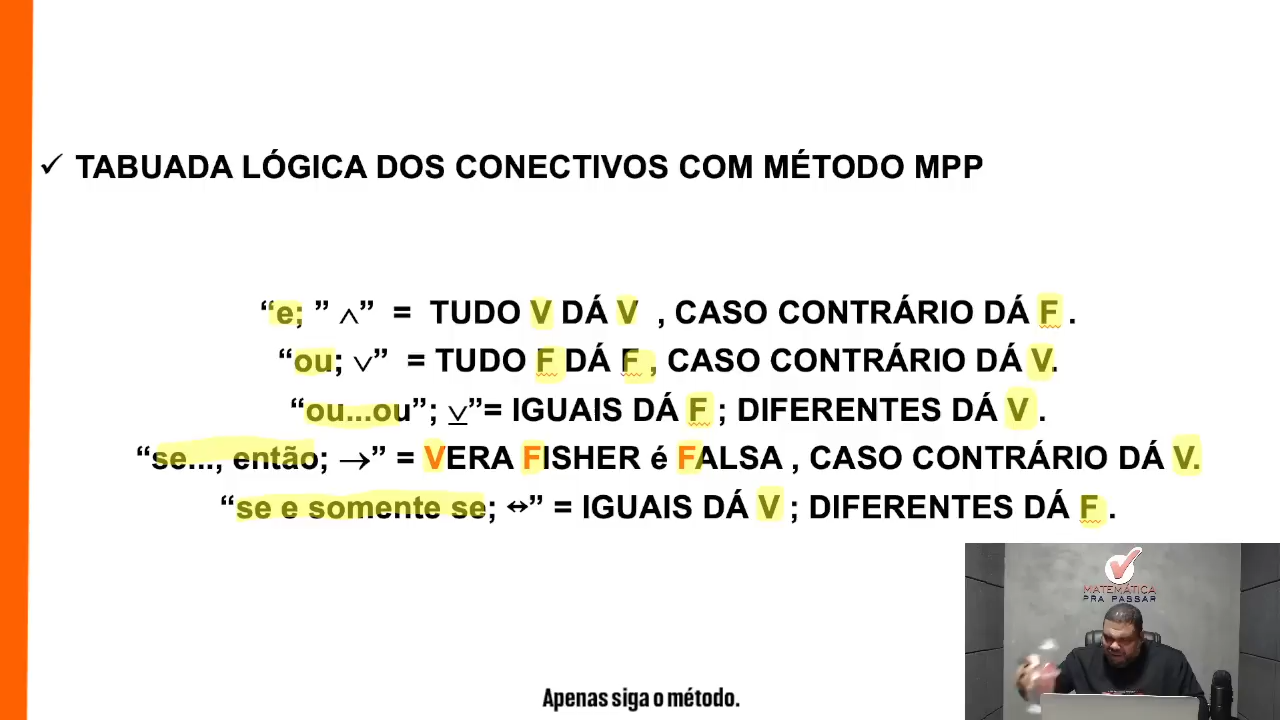 ✓ TABUADA LÓGICA DOS CONECTIVOS COM MÉTODO MPP
“e; ” ∧” = TUDO V DÁ V , CASO CONTRÁRIO DÁ F .
“ou; ∨” = TUDO F DÁ F , CASO CONTRÁRIO DÁ V.
“ou...ou”; ⊻”= IGUAIS DÁ F ; DIFERENTES DÁ V .
“se..., então; →” = VERA FISHER é FALSA , CASO CONTRÁRIO DÁ V.
“se e somente se; ↔” = IGUAIS DÁ V ; DIFERENTES DÁ F .
MATEMÁTICA
PRA PASSAR
Apenas siga o método.